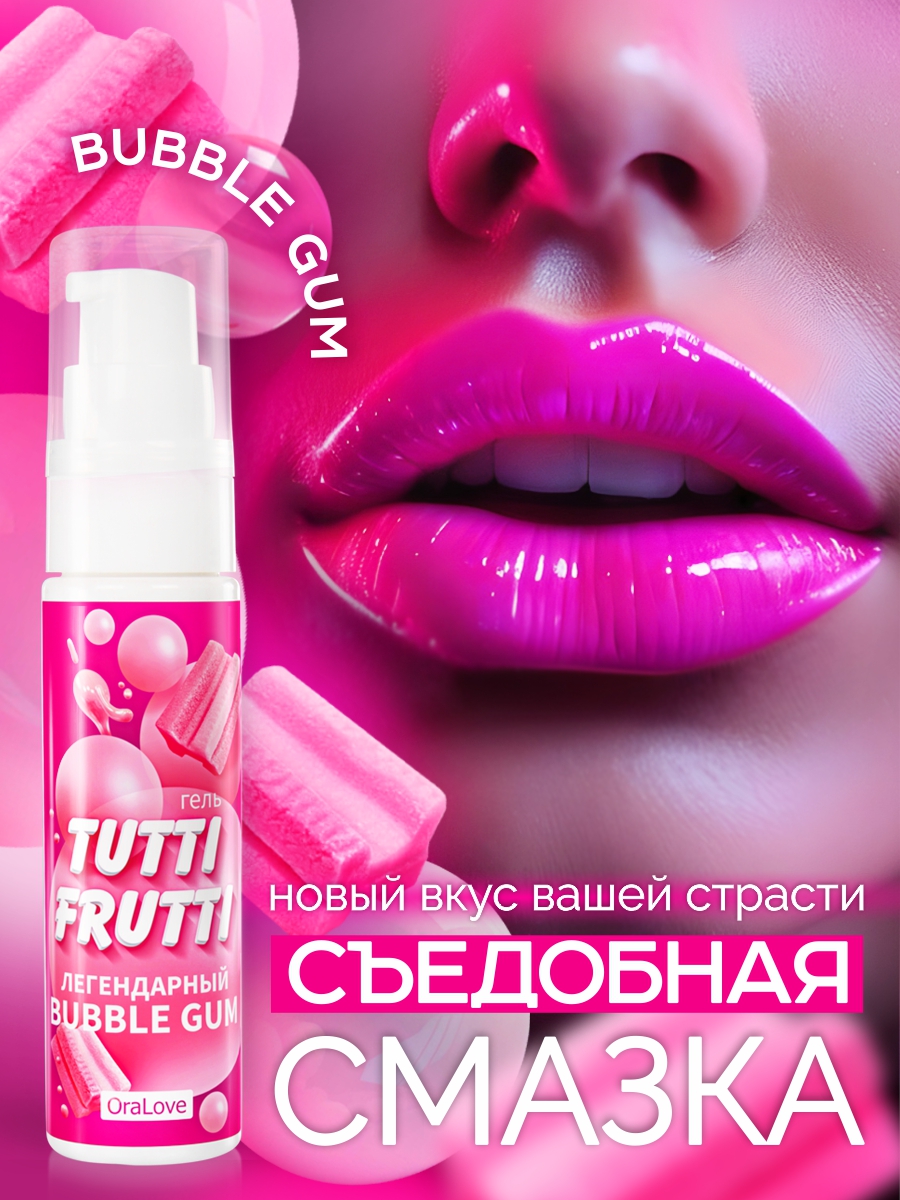 BUBBLE GUM
гель
TUTTI
FRUTTI
ЛЕГЕНДАРНЫЙ
BUBBLE GUM
OraLove
новый вкус вашей страсти
СЪЕДОБНАЯ
СМАЗКА